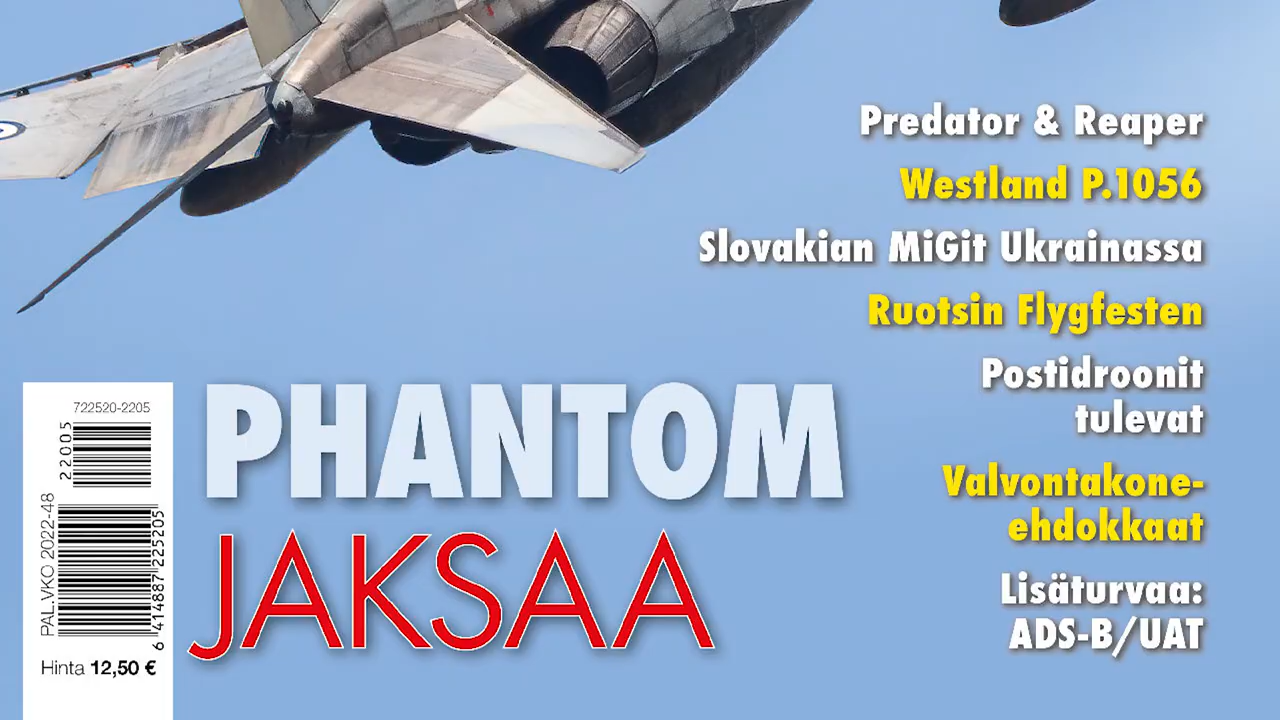 Predator & Reaper
Westland P.1056
Slovakian MiGit Ukrainassa
Ruotsin Flygfesten
Postidroonit
tulevat
Valvontakone-
ehdokkaat
Lisäturvaa:
ADS-B/UAT
PHANTOM
JAKSAA
722520-2205
22005
PAL.VKO 2022-48
6 414887 225205
Hinta 12,50 €